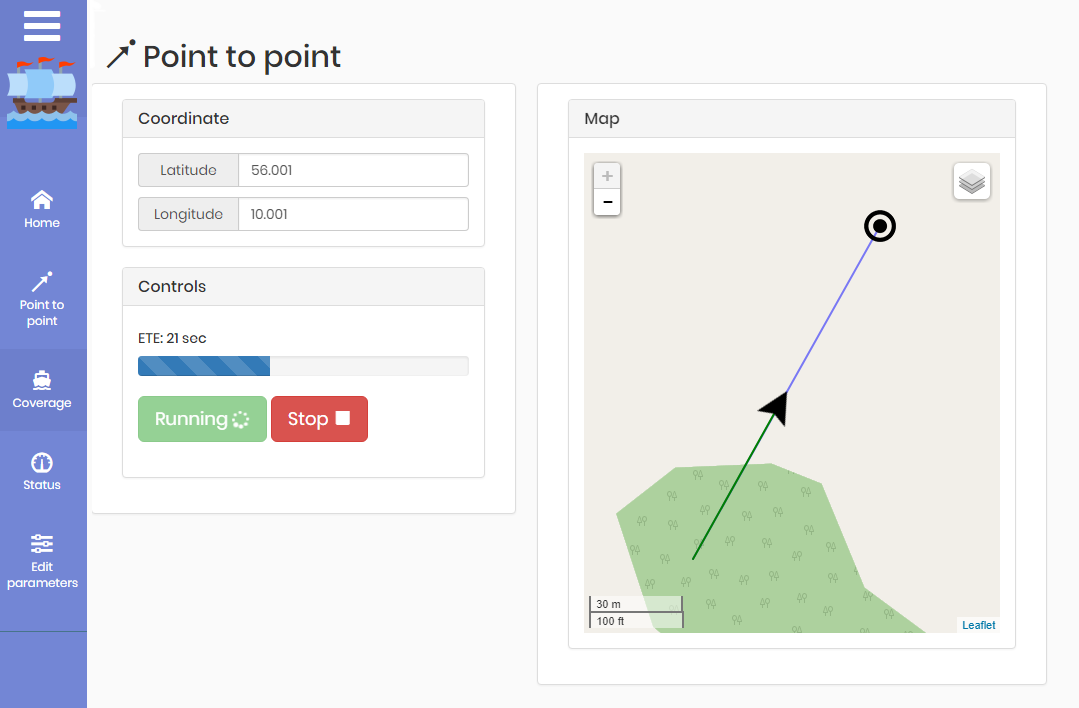 Point to point
Home
Point to
point
Coverage
Status
Edit
parameters
Coordinate
Latitude 56.001
Longitude 10.001
Controls
ETE: 21 sec
Running
Stop
Map
+
−
30 m
100 ft
Leaflet